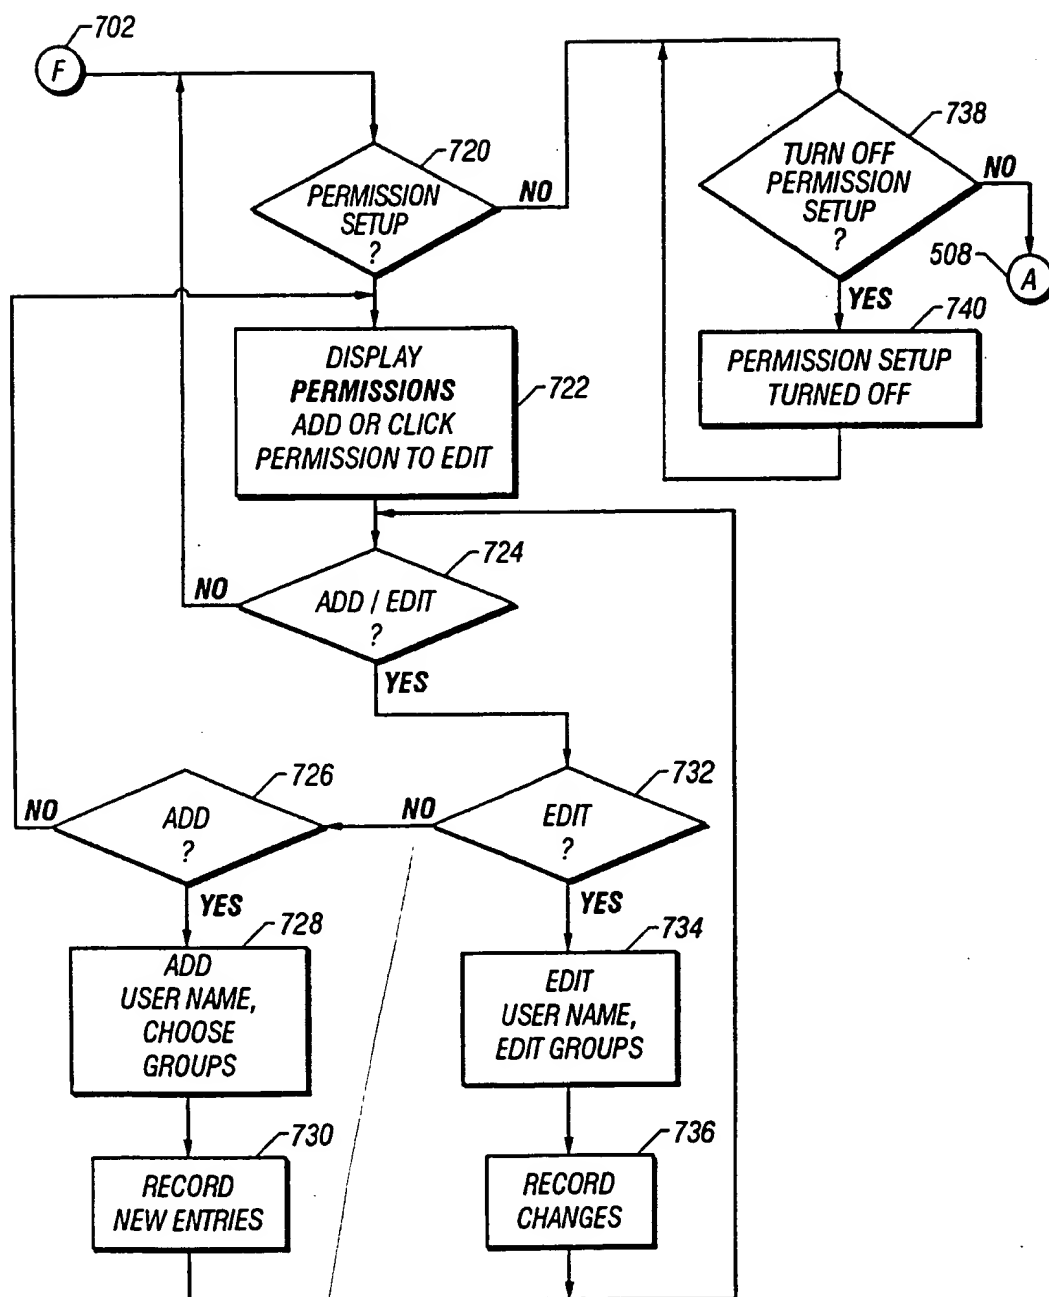 702
F
720
PERMISSION
SETUP
?
NO
738
TURN OFF
PERMISSION
SETUP
?
NO
508
A
YES
740
PERMISSION SETUP
TURNED OFF
DISPLAY
PERMISSIONS
ADD OR CLICK
PERMISSION TO EDIT
722
724
NO
ADD / EDIT
?
YES
726
NO
ADD
?
YES
732
NO
EDIT
?
YES
728
ADD
USER NAME,
CHOOSE
GROUPS
734
EDIT
USER NAME,
EDIT GROUPS
730
RECORD
NEW ENTRIES
736
RECORD
CHANGES